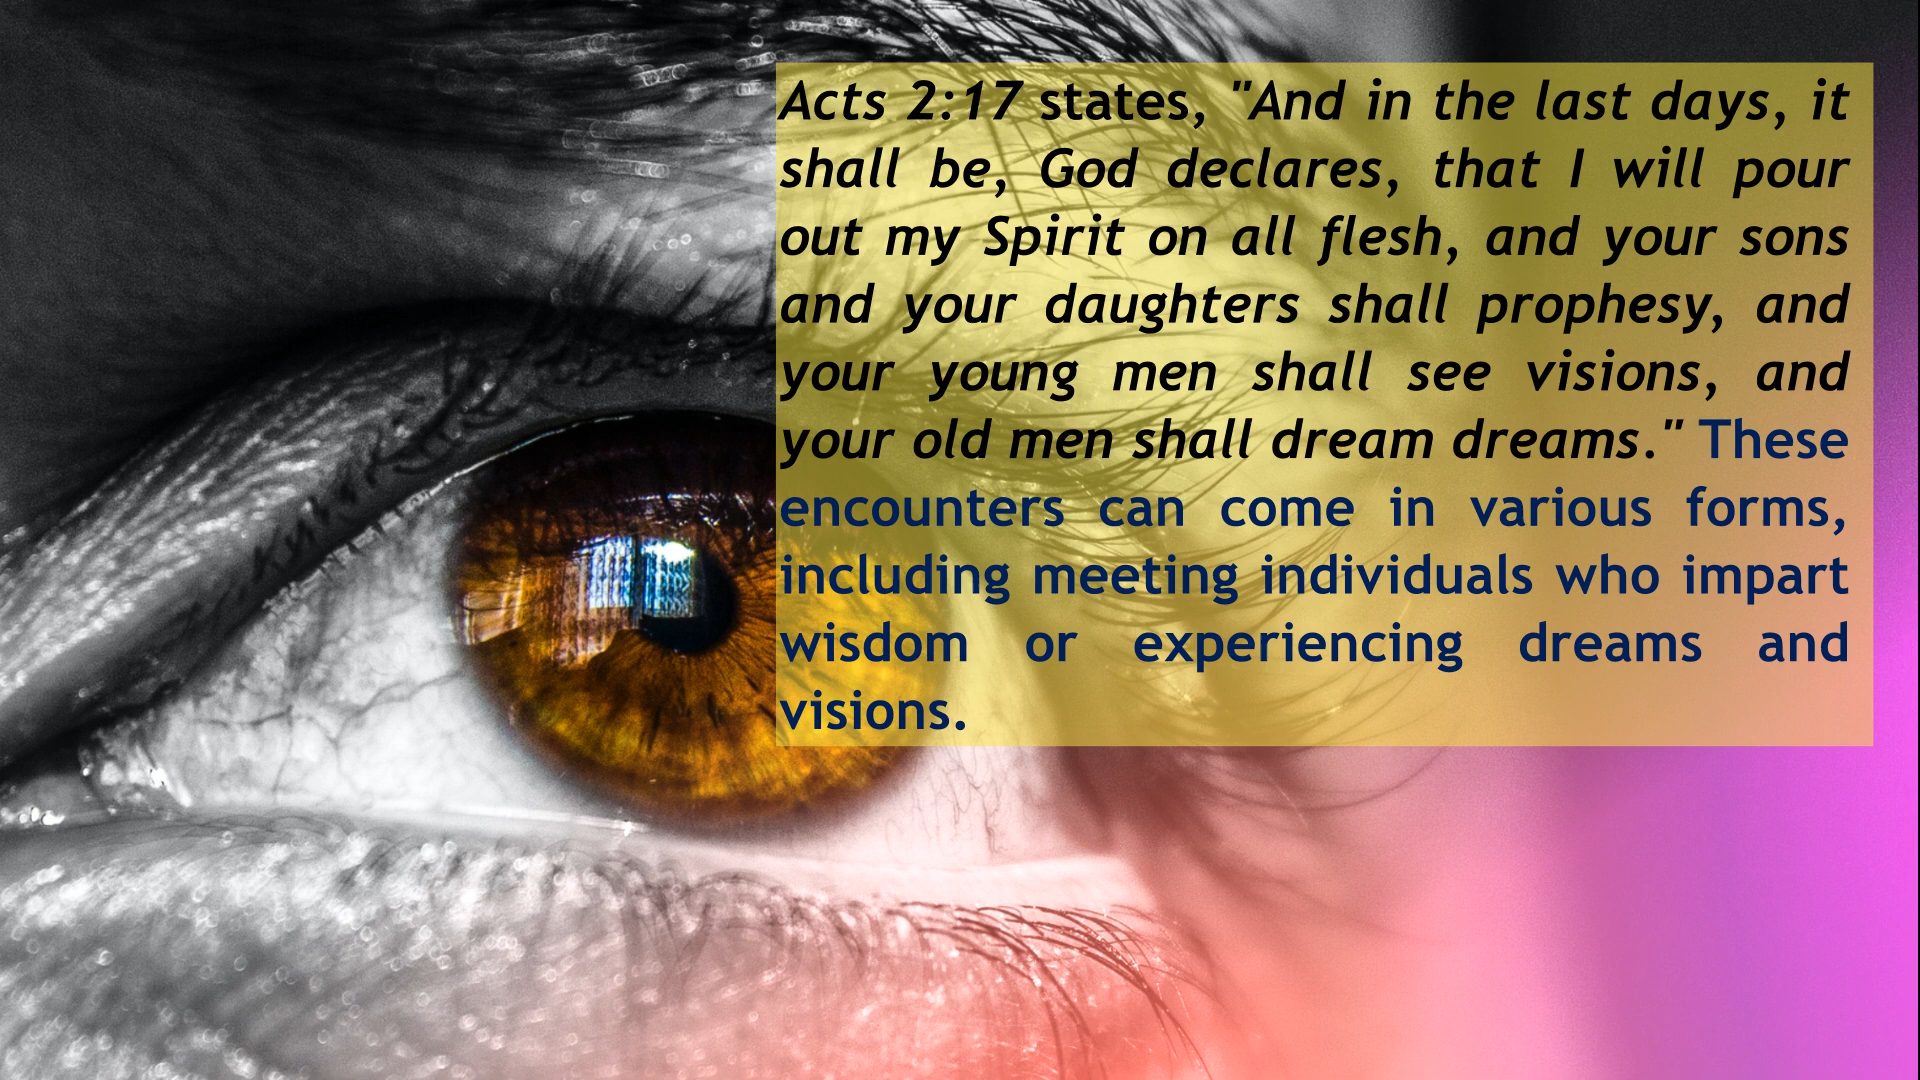 Acts 2:17 states, "And in the last days, it
shall be, God declares, that I will pour
out my Spirit on all flesh, and your sons
and your daughters shall prophesy, and
your young men shall see visions, and
your old men shall dream dreams." These
encounters can come in various forms,
including meeting individuals who impart
wisdom or experiencing dreams and
visions.